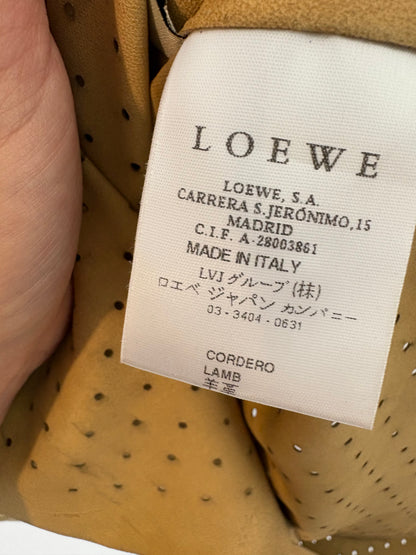 LOEWE
LOEWE, S.A.
CARRERA S.JERÓNIMO,15
MADRID
C.I.F. A-28003861
MADE IN ITALY
LVJ グループ(株)
ロエベ ジャパン カンパニー
03-3404-0631
CORDERO
LAMB
羊革